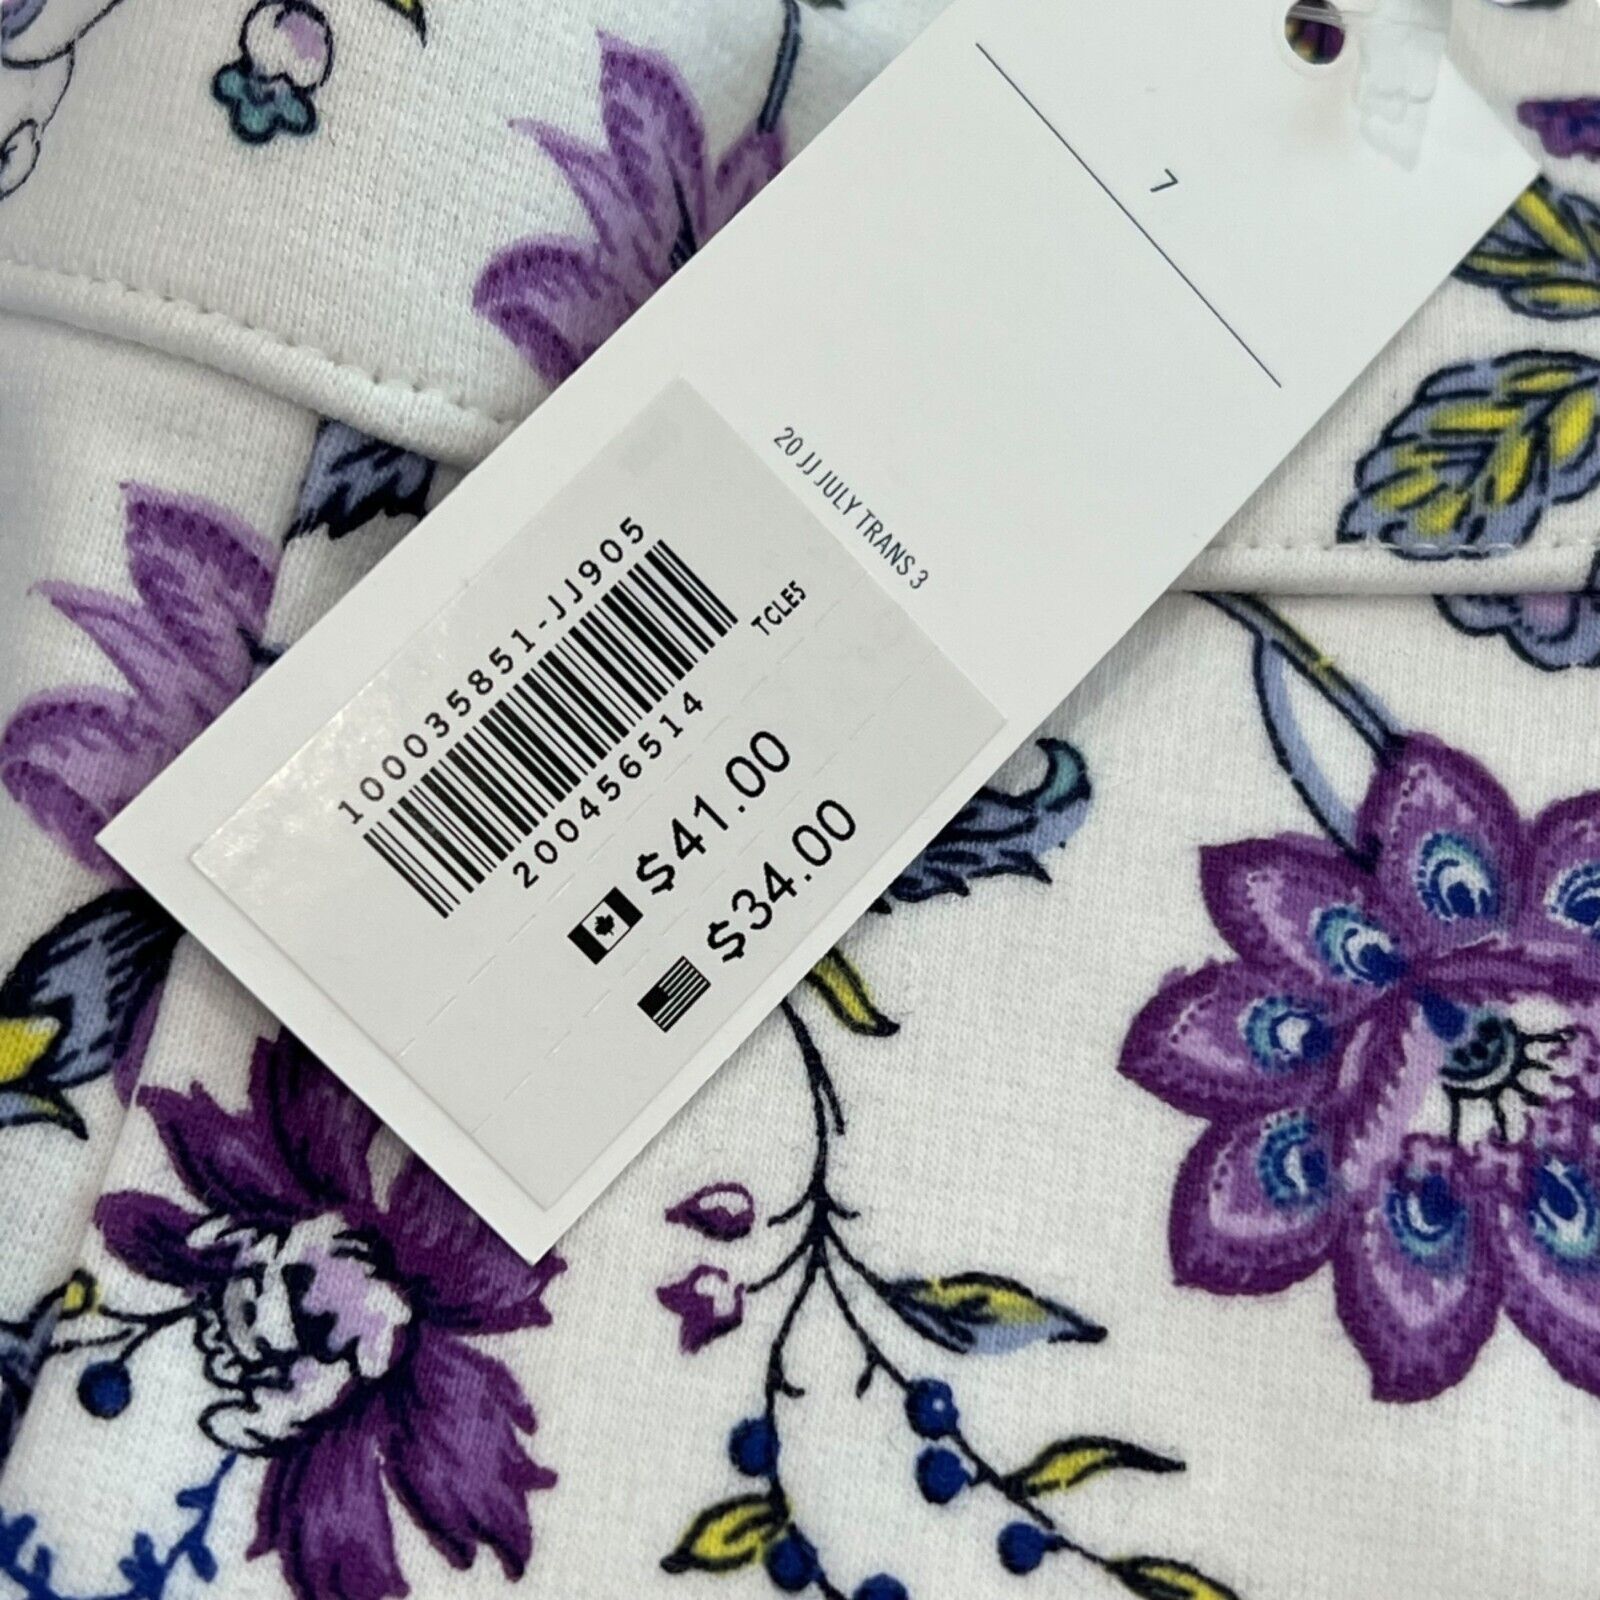 7
20 JJ JULY TRANS 3
100035851-JJ905
TCLE5
200456514
$41.00
$34.00